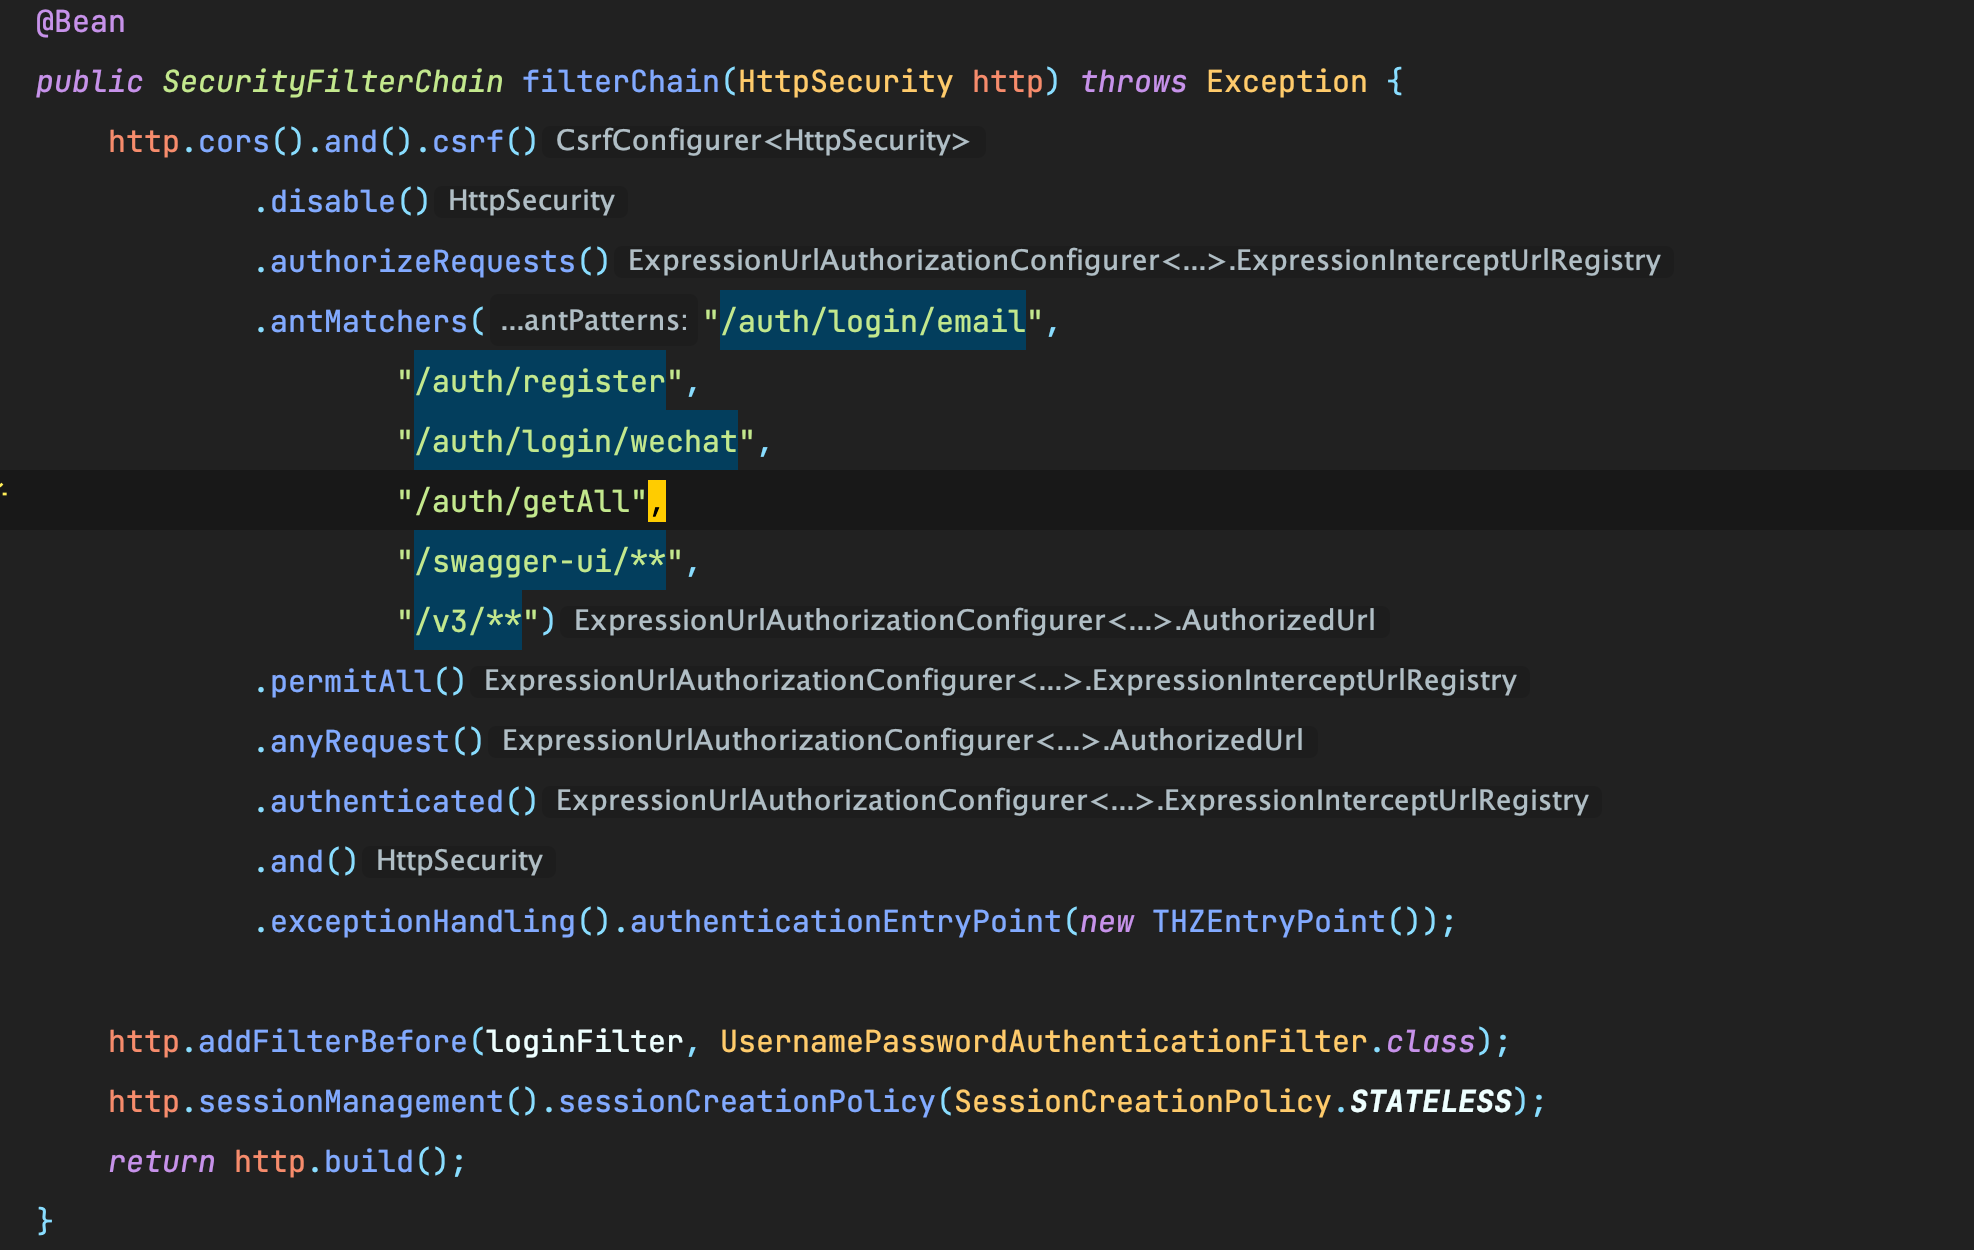 @Bean
public SecurityFilterChain filterChain(HttpSecurity http) throws Exception {
http.cors().and().csrf() CsrfConfigurer<HttpSecurity>
.disable() HttpSecurity
.authorizeRequests() ExpressionUrlAuthorizationConfigurer<...>.ExpressionInterceptUrlRegistry
.antMatchers( ...antPatterns: "/auth/login/email",
"/auth/register",
"/auth/login/wechat",
"/auth/getAll",
"/swagger-ui/**",
"/v3/**") ExpressionUrlAuthorizationConfigurer<...>.AuthorizedUrl
.permitAll() ExpressionUrlAuthorizationConfigurer<...>.ExpressionInterceptUrlRegistry
.anyRequest() ExpressionUrlAuthorizationConfigurer<...>.AuthorizedUrl
.authenticated() ExpressionUrlAuthorizationConfigurer<...>.ExpressionInterceptUrlRegistry
.and() HttpSecurity
.exceptionHandling().authenticationEntryPoint(new THZEntryPoint());
http.addFilterBefore(loginFilter, UsernamePasswordAuthenticationFilter.class);
http.sessionManagement().sessionCreationPolicy(SessionCreationPolicy.STATELESS);
return http.build();
}